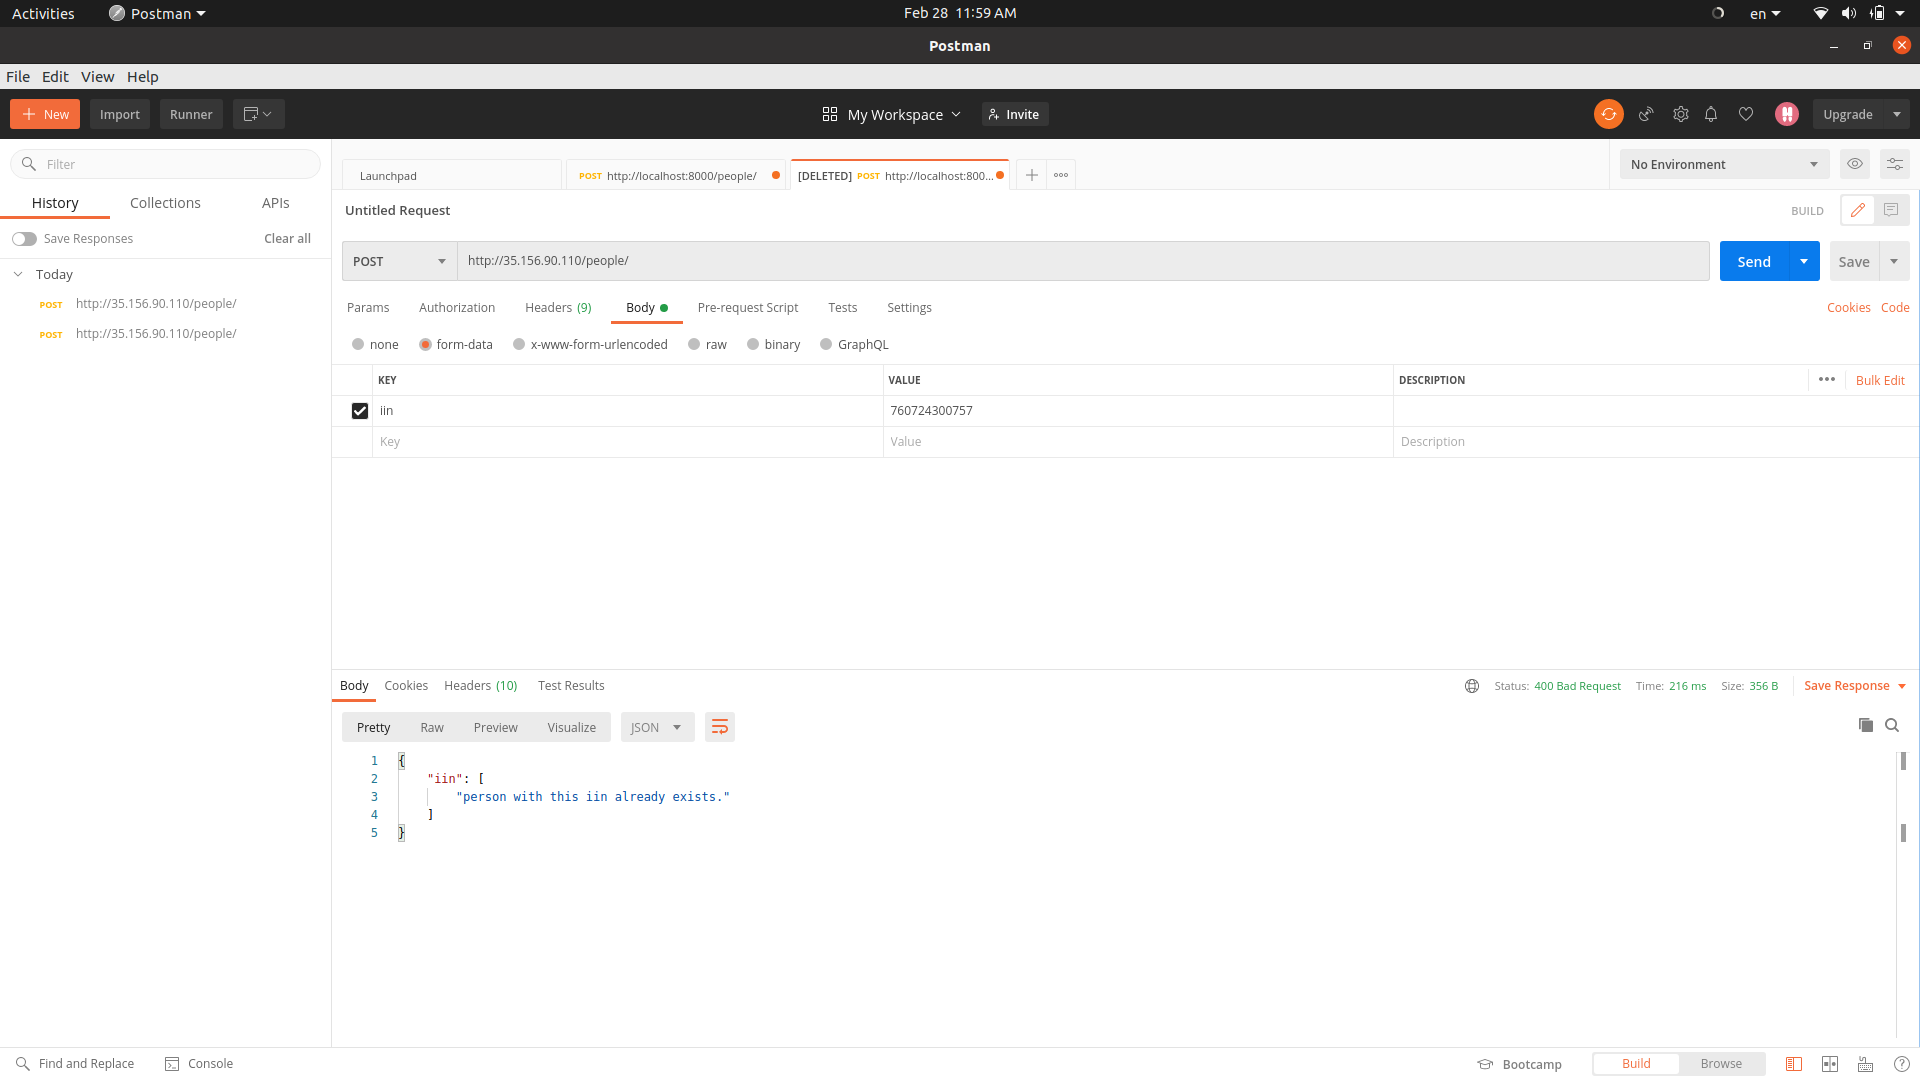 Activities Postman Feb 28 11:59 AM en
Postman
File Edit View Help
New Import Runner My Workspace Invite Upgrade
Filter
History Collections APIs
Save Responses Clear all
Today
POST http://35.156.90.110/people/
POST http://35.156.90.110/people/
Launchpad POST http://localhost:8000/people/ [DELETED] POST http://localhost:800... No Environment
Untitled Request BUILD
POST http://35.156.90.110/people/ Send Save
Params Authorization Headers (9) Body Pre-request Script Tests Settings Cookies Code
none form-data x-www-form-urlencoded raw binary GraphQL
KEY VALUE DESCRIPTION Bulk Edit
iin 760724300757
Key Value Description
Body Cookies Headers (10) Test Results Status: 400 Bad Request Time: 216 ms Size: 356 B Save Response
Pretty Raw Preview Visualize JSON
1 {
2 "iin": [
3 "person with this iin already exists."
4 ]
5 }
Find and Replace Console Bootcamp Build Browse